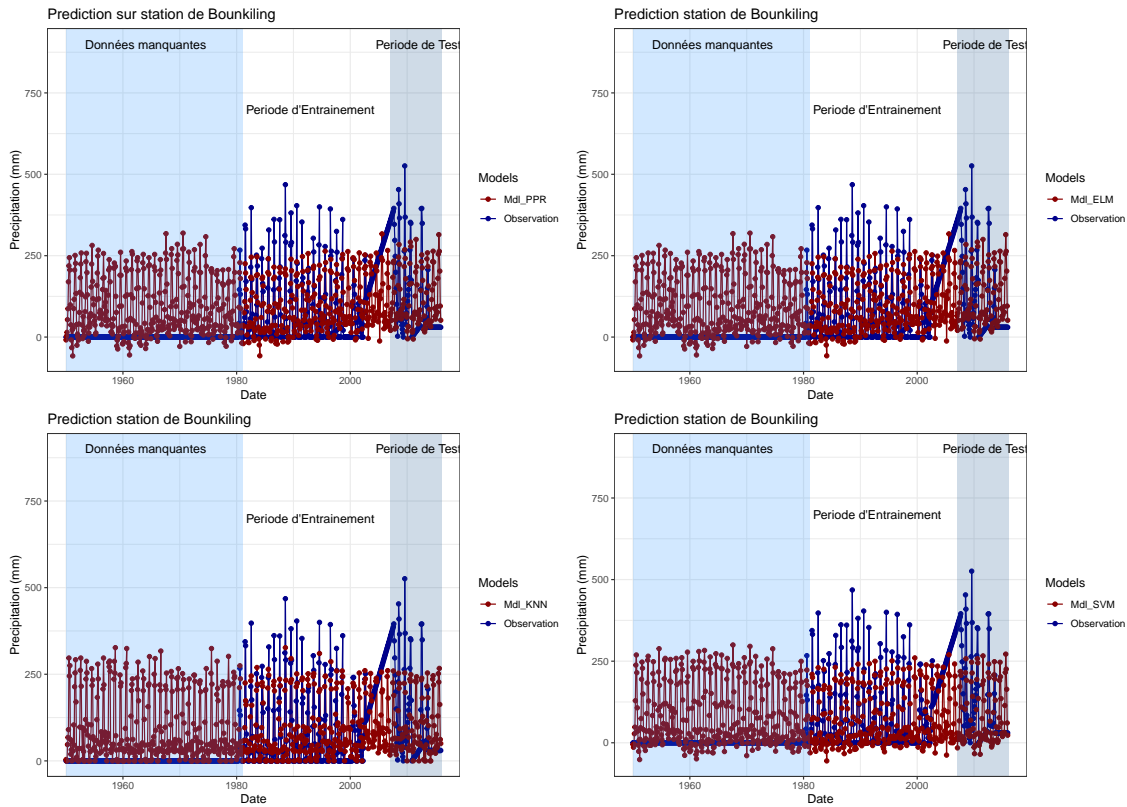 Prediction sur station de Bounkiling
Données manquantes
Periode de Test
Periode d'Entrainement
Precipitation (mm)
750
500
250
0
1960
1980
2000
Date
Models
Mdl_PPR
Observation
Prediction station de Bounkiling
Données manquantes
Periode de Test
Periode d'Entrainement
Precipitation (mm)
750
500
250
0
1960
1980
2000
Date
Models
Mdl_ELM
Observation
Prediction station de Bounkiling
Données manquantes
Periode de Test
Periode d'Entrainement
Precipitation (mm)
750
500
250
0
1960
1980
2000
Date
Models
Mdl_KNN
Observation
Prediction station de Bounkiling
Données manquantes
Periode de Test
Periode d'Entrainement
Precipitation (mm)
750
500
250
0
1960
1980
2000
Date
Models
Mdl_SVM
Observation